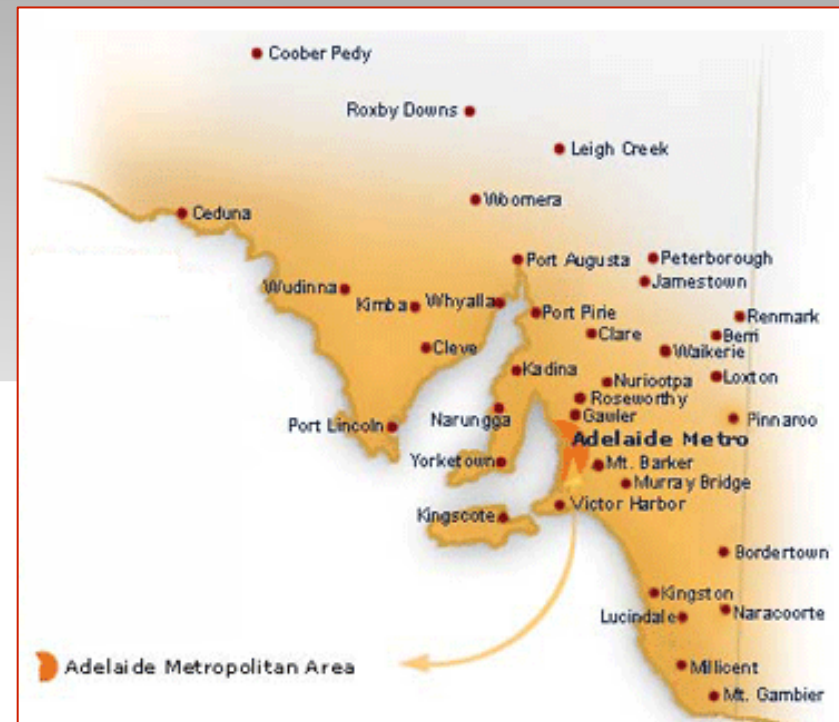 Coober Pedy
Roxby Downs
Leigh Creek
Woomera
Ceduna
Port Augusta
Peterborough
Jamestown
Wudinna
Kimba
Whyalla
Port Pirie
Renmark
Clare
Berri
Cleve
Waikerie
Kadina
Nuriootpa
Loxton
Roseworthy
Port Lincoln
Narungga
Gawler
Pinnaroo
Adelaide Metro
Yorketown
Mt. Barker
Murray Bridge
Kingscote
Victor Harbor
Bordertown
Kingston
Lucindale
Naracoorte
Adelaide Metropolitan Area
Millicent
Mt. Gambier